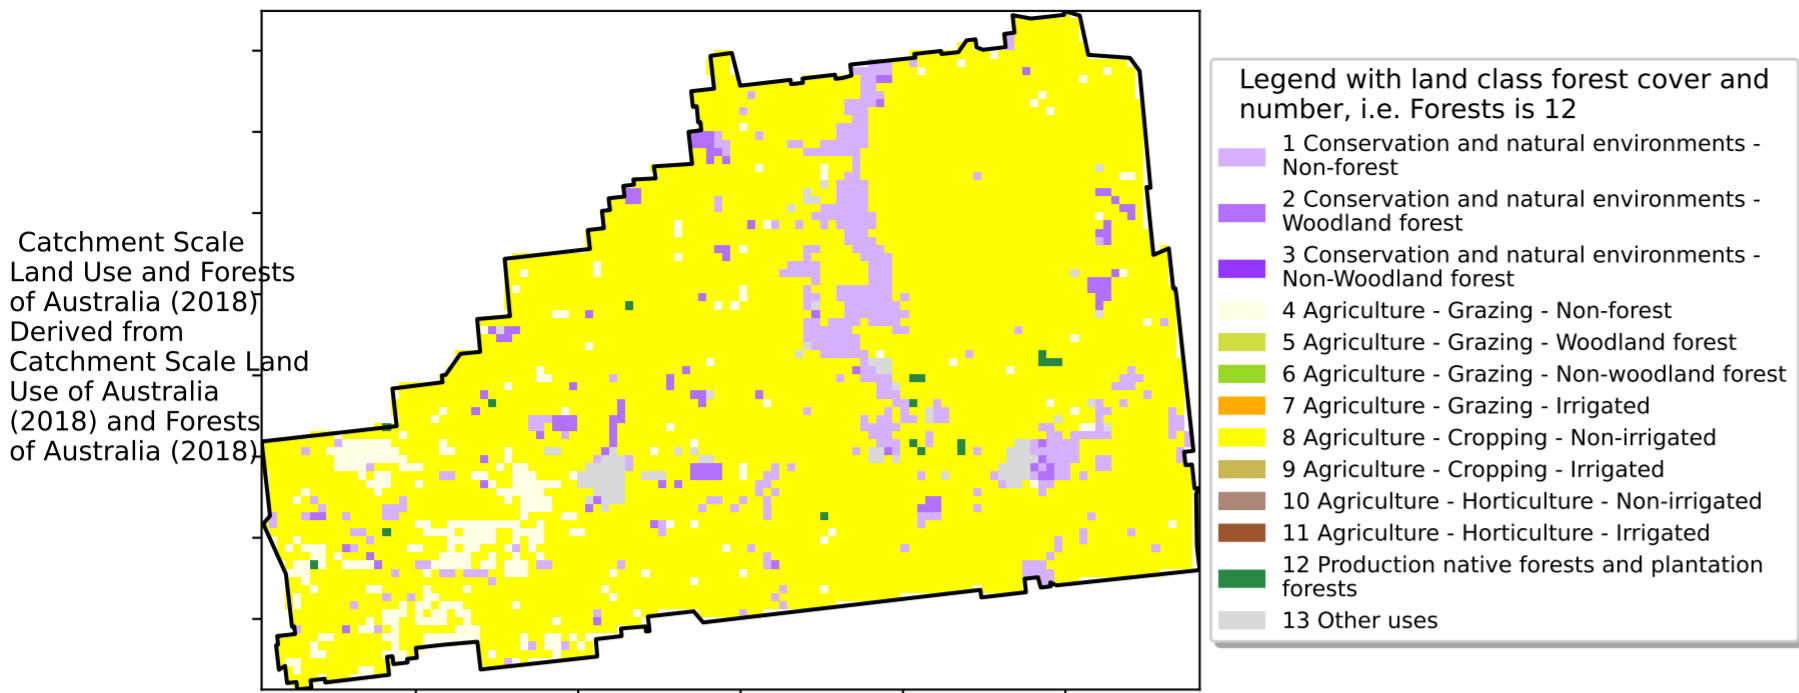 Catchment Scale
Land Use and Forests
of Australia (2018)
Derived from
Catchment Scale Land
Use of Australia
(2018) and Forests
of Australia (2018)
Legend with land class forest cover and
number, i.e. Forests is 12
1 Conservation and natural environments -
Non-forest
2 Conservation and natural environments -
Woodland forest
3 Conservation and natural environments -
Non-Woodland forest
4 Agriculture - Grazing - Non-forest
5 Agriculture - Grazing - Woodland forest
6 Agriculture - Grazing - Non-woodland forest
7 Agriculture - Grazing - Irrigated
8 Agriculture - Cropping - Non-irrigated
9 Agriculture - Cropping - Irrigated
10 Agriculture - Horticulture - Non-irrigated
11 Agriculture - Horticulture - Irrigated
12 Production native forests and plantation
forests
13 Other uses